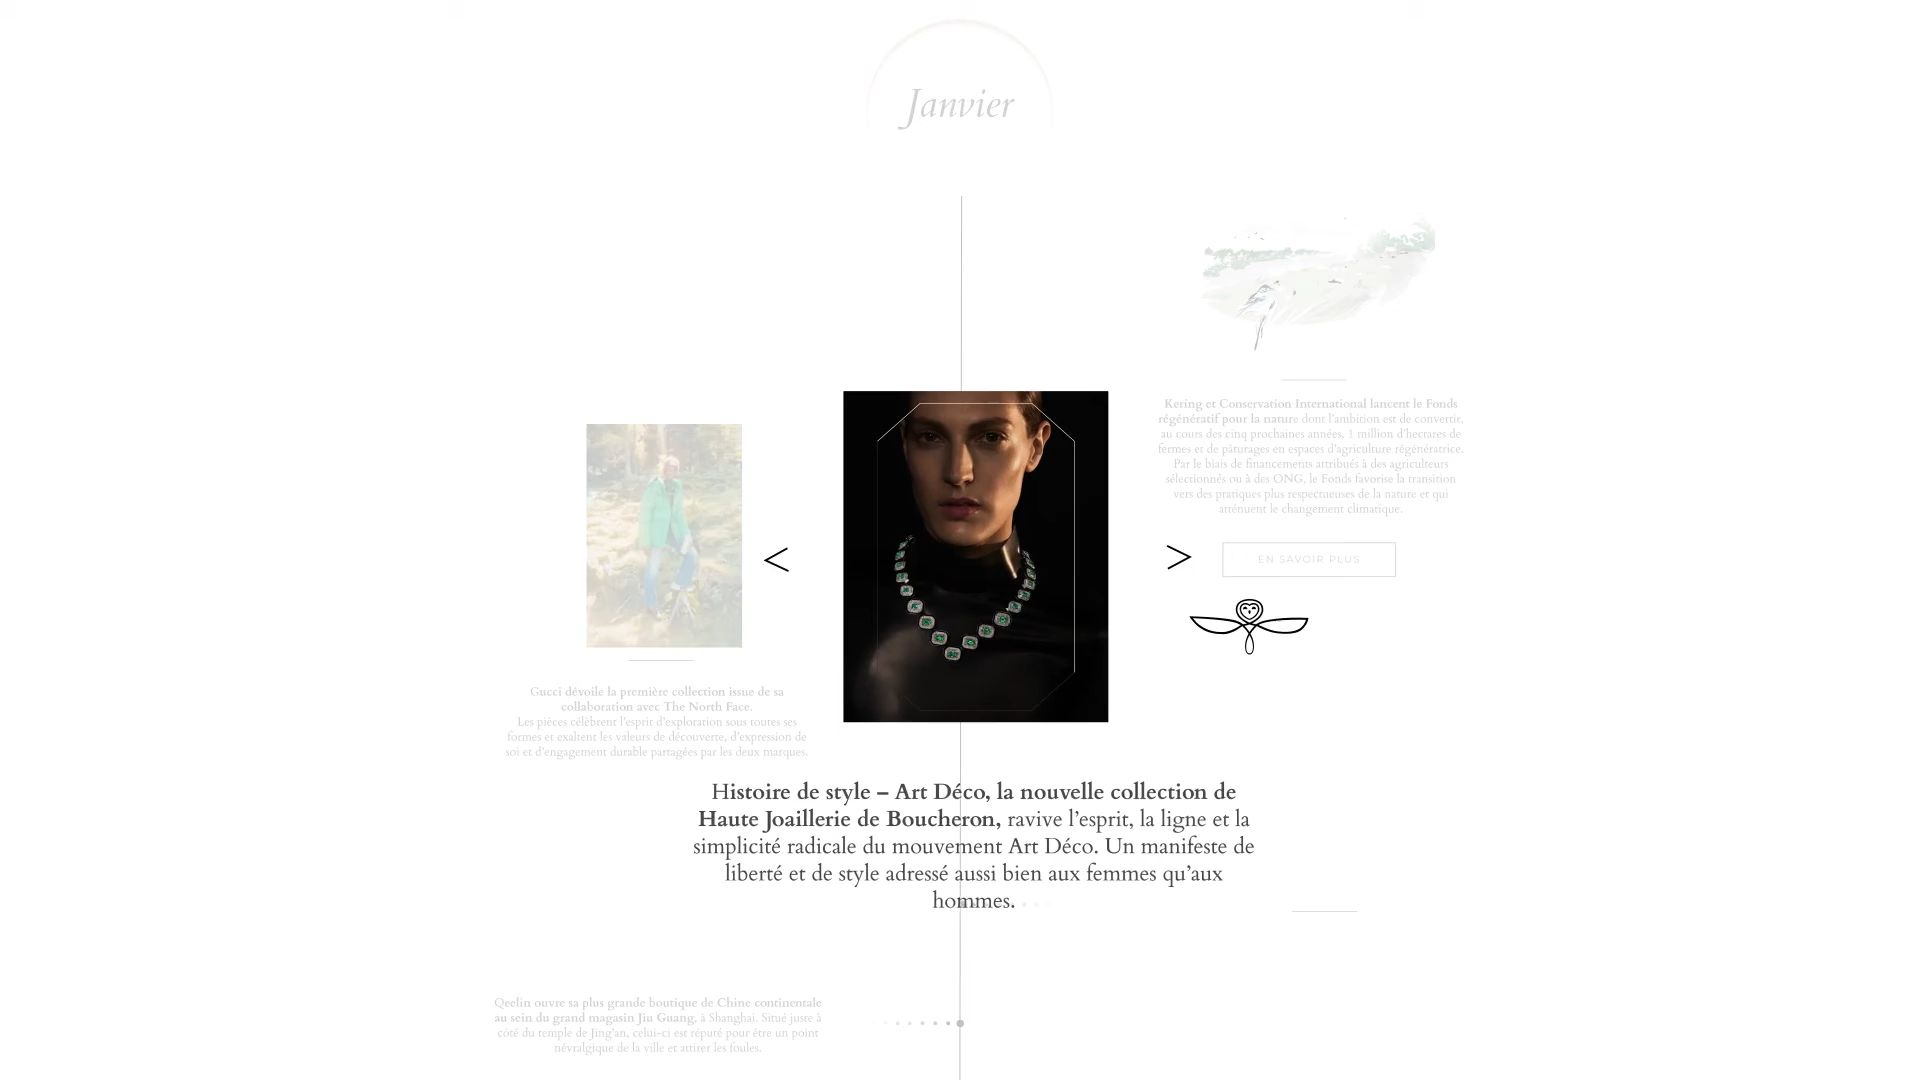 Janvier
Kering et Conservation International lancent le Fonds
régénératif pour la nature dont l'ambition est de convertir,
au cours des cinq prochaines années, 1 million d'hectares de
fermes et de pâturages en espaces d'agriculture régénératrice.
Par le biais de financements attribués à des agriculteurs
sélectionnés ou à des ONG, le Fonds favorise la transition
vers des pratiques plus respectueuses de la nature et qui
atténuent le changement climatique.
<
>
EN SAVOIR PLUS
Gucci dévoile la première collection issue de sa
collaboration avec The North Face.
Les pièces célèbrent l'esprit d'exploration sous toutes ses
formes et exaltent les valeurs de découverte, d'expression de
soi et d'engagement durable partagées par les deux marques.
Histoire de style – Art Déco, la nouvelle collection de
Haute Joaillerie de Boucheron, ravive l’esprit, la ligne et la
simplicité radicale du mouvement Art Déco. Un manifeste de
liberté et de style adressé aussi bien aux femmes qu’aux
hommes.
Qeelin ouvre sa plus grande boutique de Chine continentale
au sein du grand magasin Jiu Guang, à Shanghai. Situé juste à
côté du temple de Jing'an, celui-ci est réputé pour être un point
névralgique de la ville et attirer les foules.